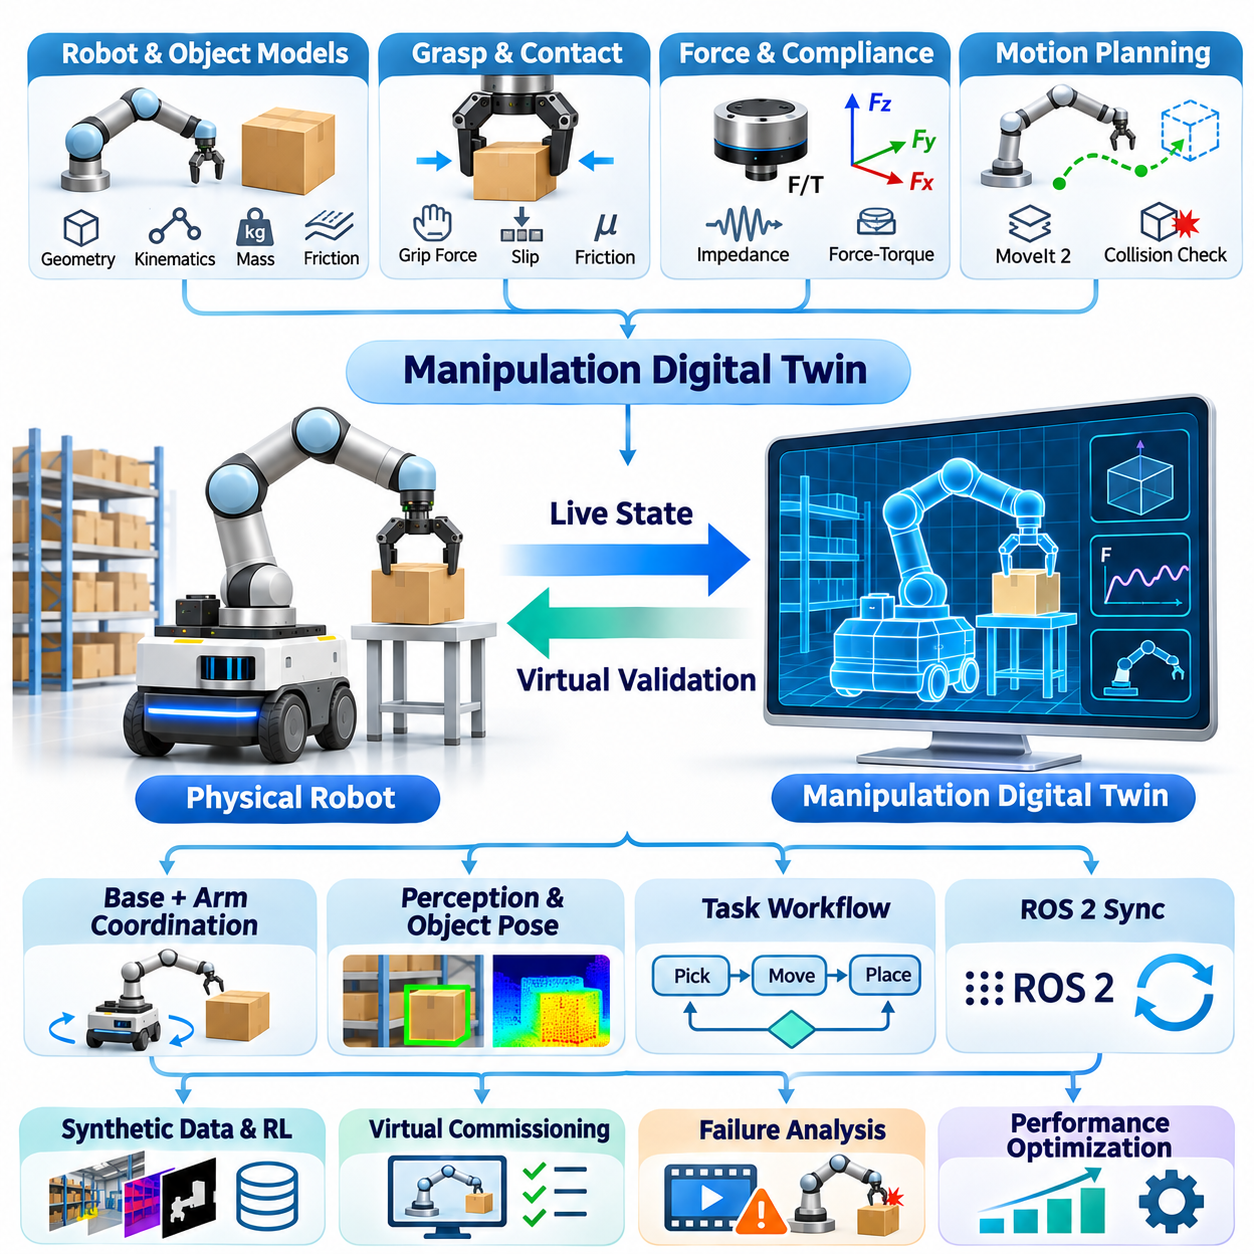 Robot & Object Models
Geometry
Kinematics
kg
Mass
Friction
Grasp & Contact
Grip Force
Slip
μ
Friction
Force & Compliance
F/T
Fz
Fy
Fx
Impedance
Force-Torque
Motion Planning
MoveIt 2
Collision Check
Manipulation Digital Twin
Live State
Virtual Validation
F
Physical Robot
Manipulation Digital Twin
Base + Arm
Coordination
Perception &
Object Pose
Task Workflow
Pick
Move
Place
ROS 2 Sync
ROS 2
Synthetic Data & RL
Virtual Commissioning
Failure Analysis
Performance
Optimization